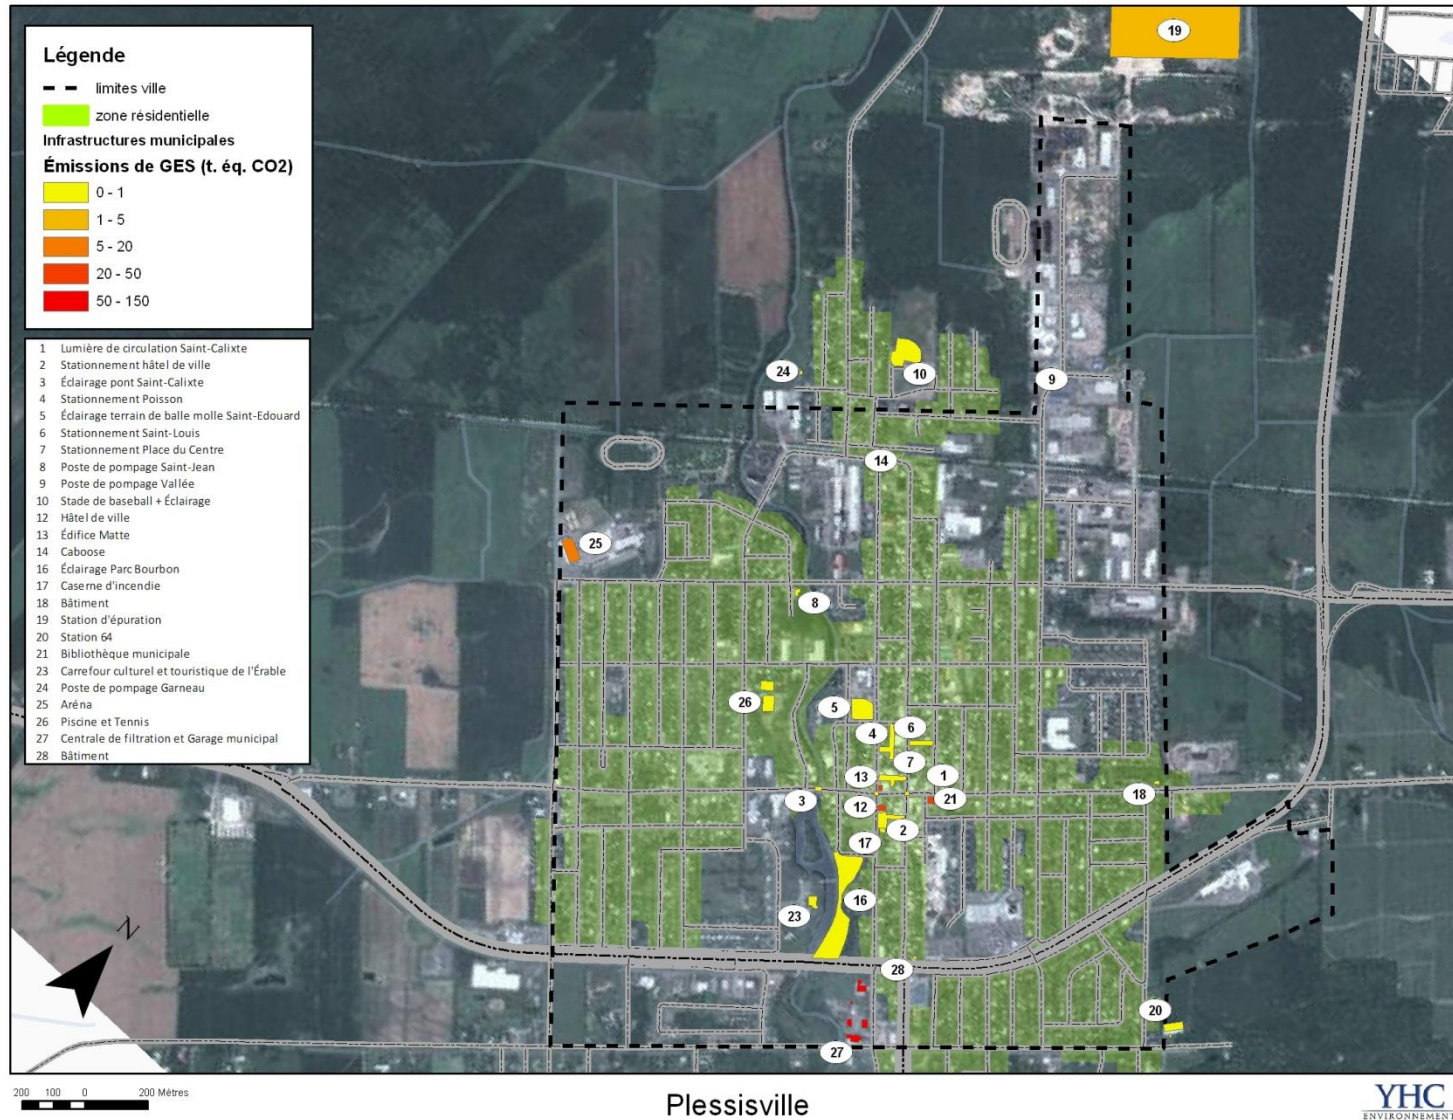 Légende
limites ville
zone résidentielle
Infrastructures municipales
Émissions de GES (t. éq. CO2)
0 - 1
1 - 5
5 - 20
20 - 50
50 - 150
1 Lumière de circulation Saint-Calixte
2 Stationnement hôtel de ville
3 Éclairage pont Saint-Calixte
4 Stationnement Poisson
5 Éclairage terrain de balle molle Saint-Edouard
6 Stationnement Saint-Louis
7 Stationnement Place du Centre
8 Poste de pompage Saint-Jean
9 Poste de pompage Vallée
10 Stade de baseball + Éclairage
12 Hôtel de ville
13 Édifice Matte
14 Caboose
16 Éclairage Parc Bourbon
17 Caserne d'incendie
18 Bâtiment
19 Station d'épuration
20 Station 64
21 Bibliothèque municipale
23 Carrefour culturel et touristique de l'Érable
24 Poste de pompage Garneau
25 Aréna
26 Piscine et Tennis
27 Centrale de filtration et Garage municipal
28 Bâtiment
19
24
10
9
14
25
8
26
5
4
6
7
13
1
3
12
21
18
2
17
16
23
28
20
27
N
200 100 0 200 Mètres
Plessisville
YHC
ENVIRONNEMENT